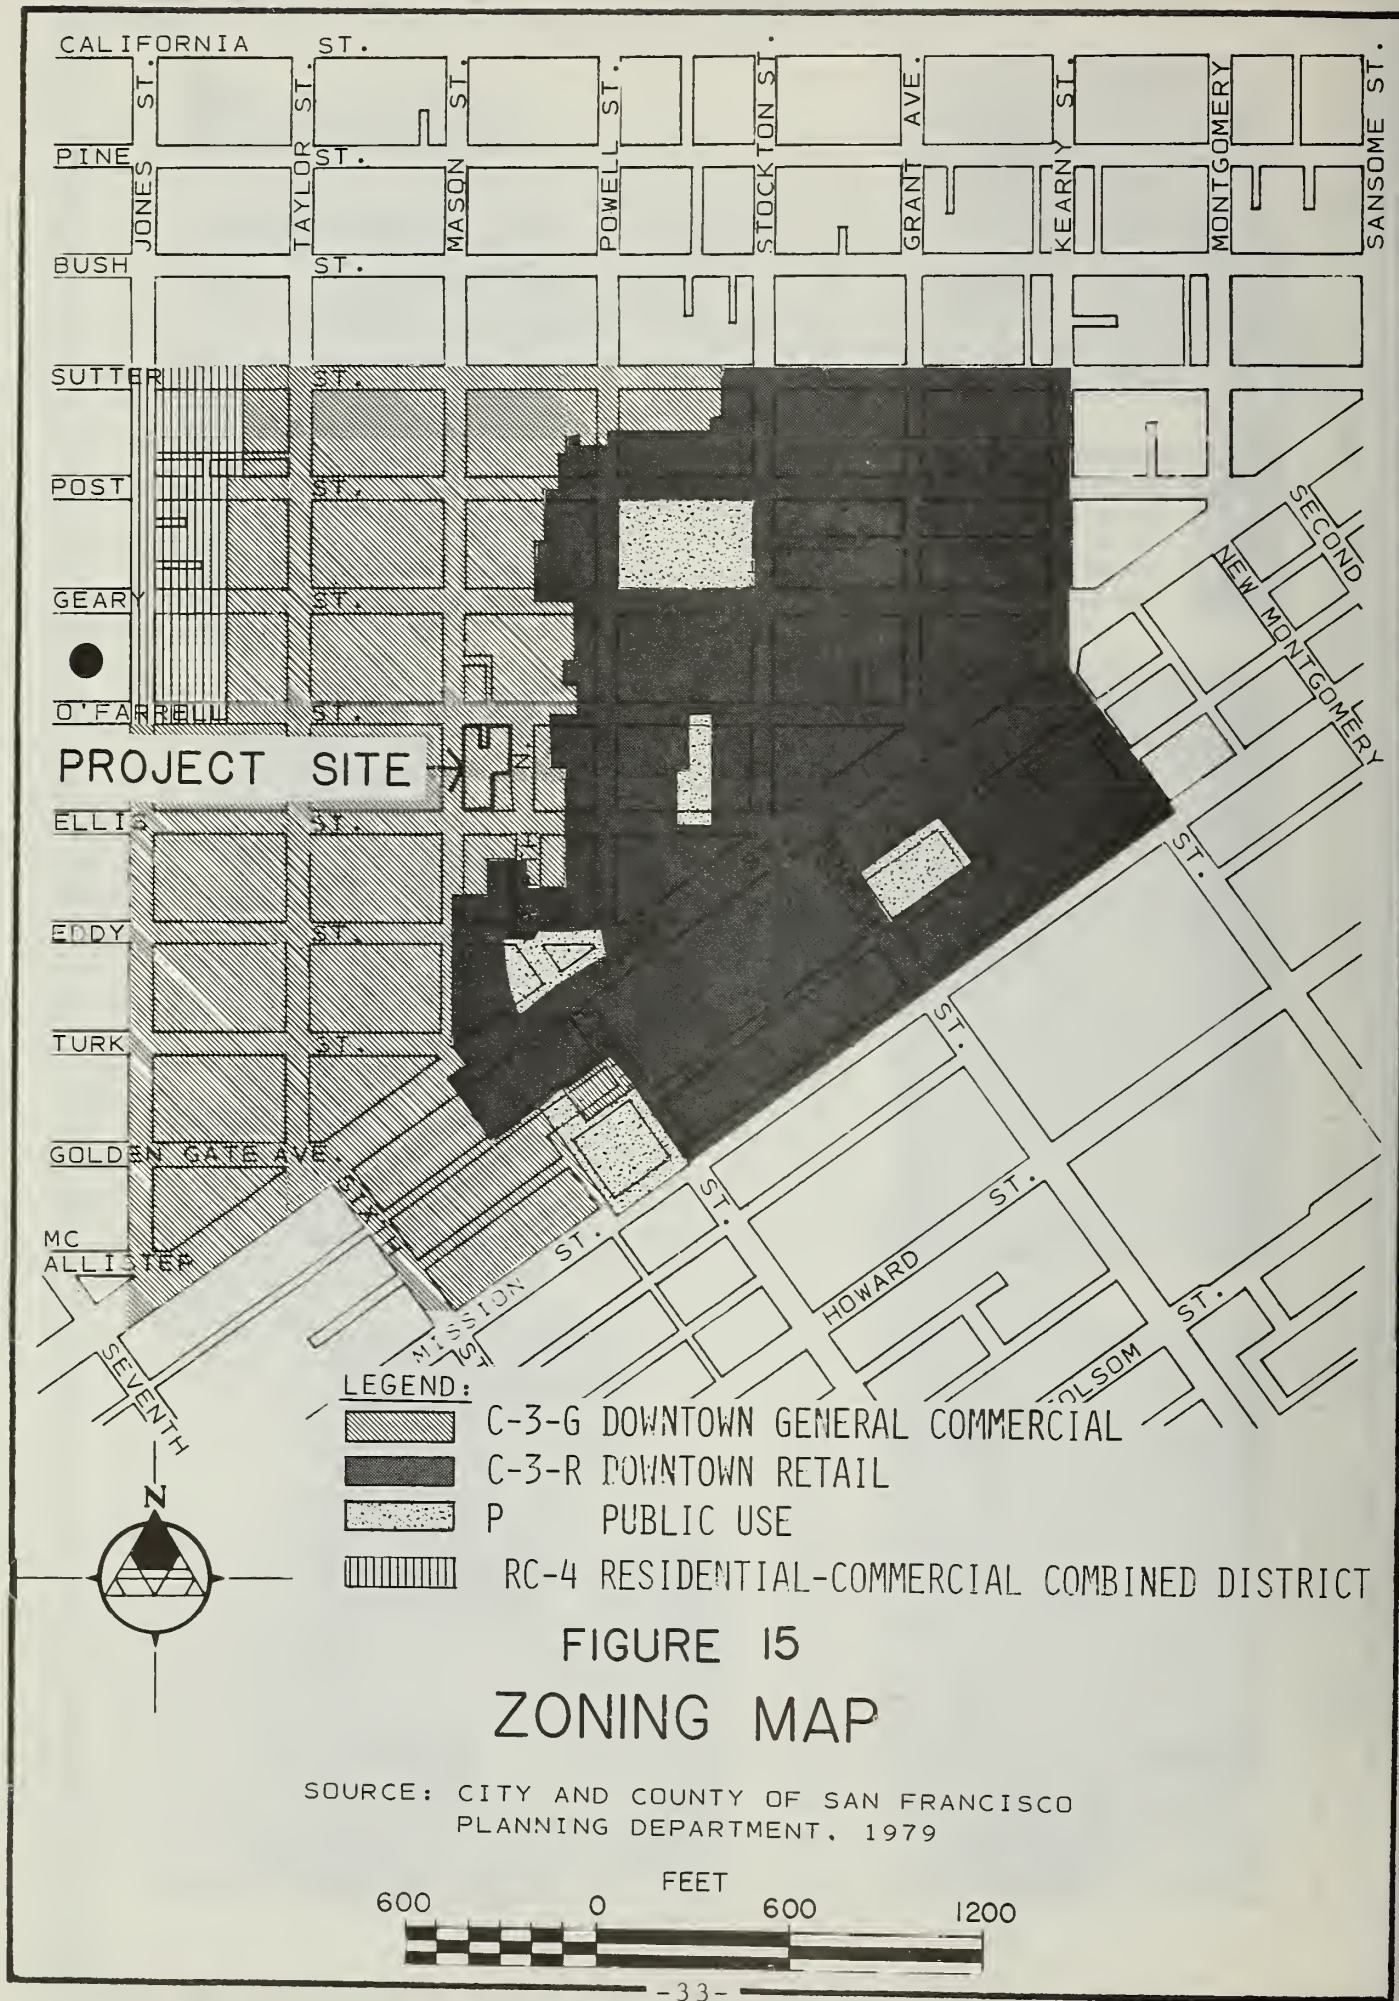 CALIFORNIA ST.
PINE ST.
BUSH ST.
SUTTER ST.
POST ST.
GEARY ST.
O'FARRELL ST.
ELLIS ST.
EDDY ST.
TURK ST.
GOLDEN GATE AVE.
MC
ALLISTER
JONES ST.
TAYLOR ST.
MASON ST.
POWELL ST.
STOCKTON ST.
GRANT AVE.
KEARNY ST.
MONTGOMERY
SANSOME ST.
SECOND
NEW MONTGOMERY
PROJECT SITE
SIXTH
ST.
SEVENTH
MISSION ST.
HOWARD ST.
OLSOM ST.
ST.
ST.
ST.
LEGEND:
C-3-G DOWNTOWN GENERAL COMMERCIAL
C-3-R DOWNTOWN RETAIL
P PUBLIC USE
RC-4 RESIDENTIAL-COMMERCIAL COMBINED DISTRICT
N
FIGURE 15
ZONING MAP
SOURCE: CITY AND COUNTY OF SAN FRANCISCO
PLANNING DEPARTMENT, 1979
FEET
600 0 600 1200
-33-